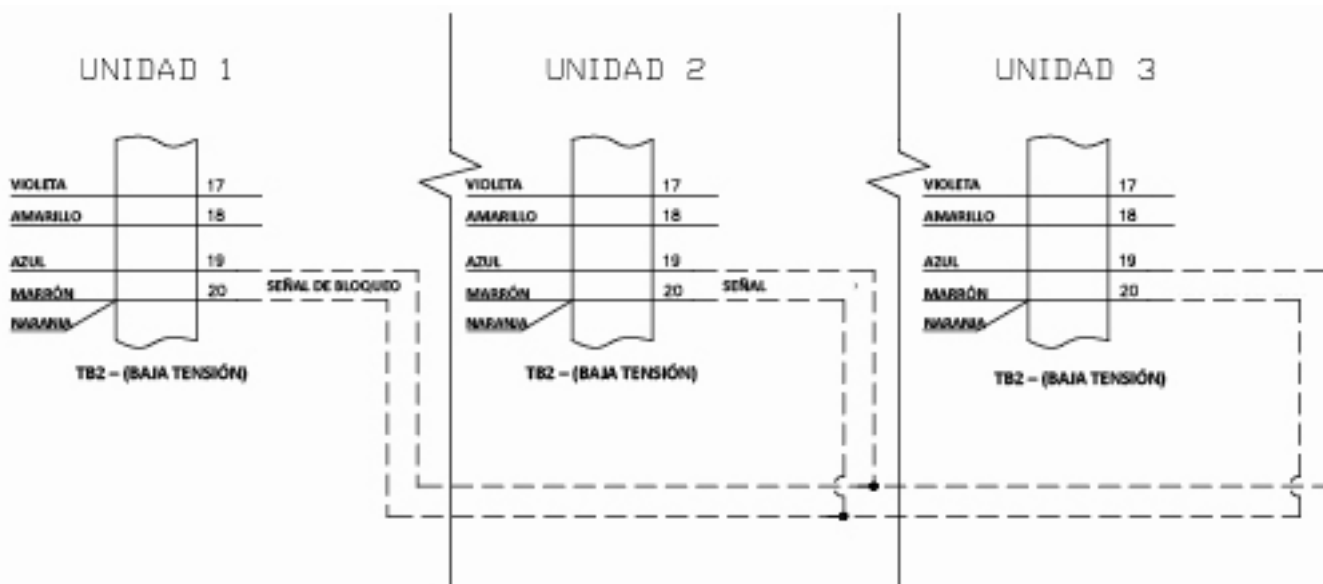 UNIDAD 1
VIOLETA 17
AMARILLO 18
AZUL 19
SEÑAL DE BLOQUEO
MARRÓN 20
NARANJA
TB2 – (BAJA TENSIÓN)
UNIDAD 2
VIOLETA 17
AMARILLO 18
AZUL 19
SEÑAL
MARRÓN 20
NARANJA
TB2 – (BAJA TENSIÓN)
UNIDAD 3
VIOLETA 17
AMARILLO 18
AZUL 19
MARRÓN 20
NARANJA
TB2 – (BAJA TENSIÓN)